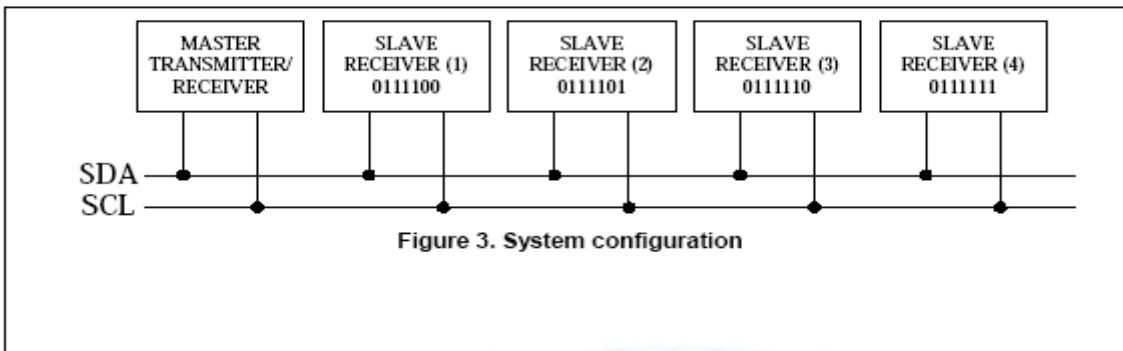 MASTER
TRANSMITTER/
RECEIVER
SLAVE
RECEIVER (1)
0111100
SLAVE
RECEIVER (2)
0111101
SLAVE
RECEIVER (3)
0111110
SLAVE
RECEIVER (4)
0111111
SDA
SCL
Figure 3. System configuration